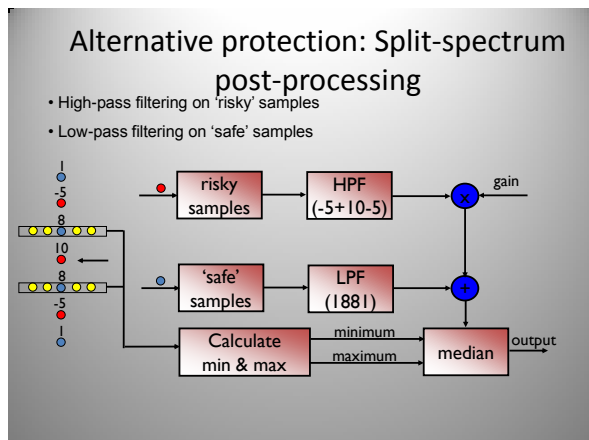 Alternative protection: Split-spectrum
post-processing
• High-pass filtering on ‘risky’ samples
• Low-pass filtering on ‘safe’ samples
1
-5
8
10
8
-5
1
risky
samples
HPF
(-5+10-5)
x
gain
‘safe’
samples
LPF
(1881)
+
Calculate
min & max
minimum
maximum
median
output